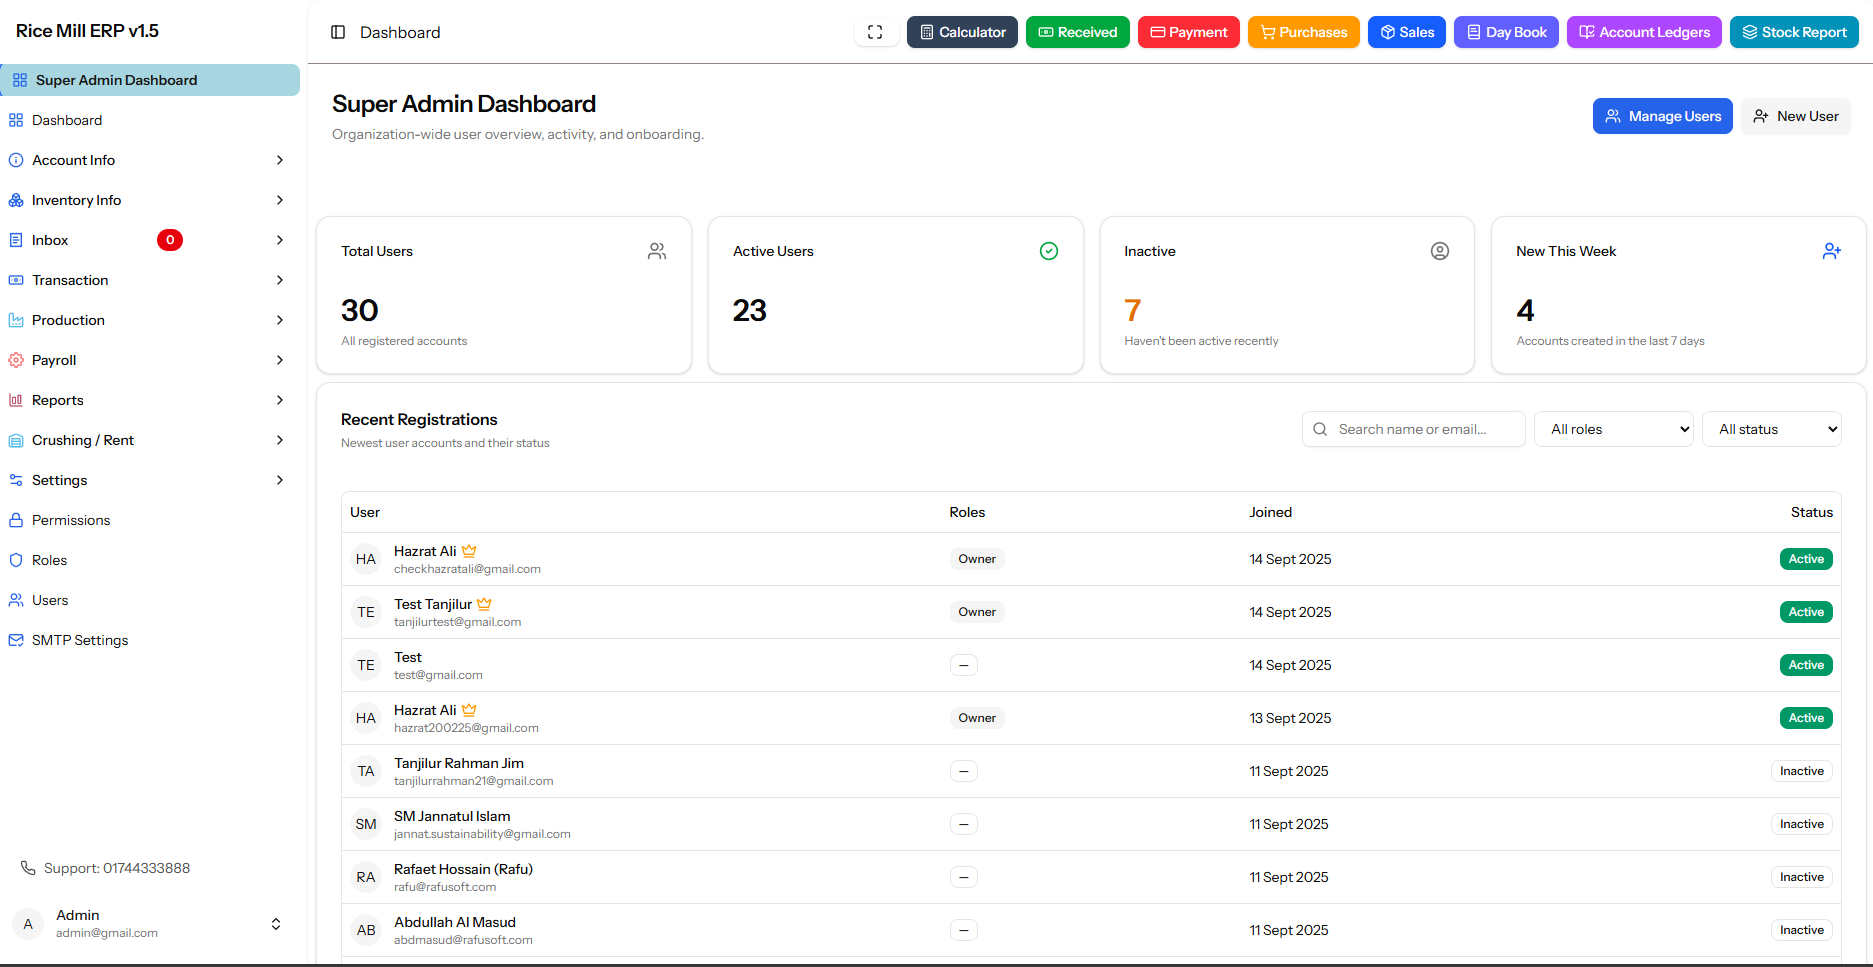 Rice Mill ERP v1.5
Super Admin Dashboard
Dashboard
Account Info
Inventory Info
Inbox 0
Transaction
Production
Payroll
Reports
Crushing / Rent
Settings
Permissions
Roles
Users
SMTP Settings
Support: 01744333888
A
Admin
admin@gmail.com
Dashboard
Calculator
Received
Payment
Purchases
Sales
Day Book
Account Ledgers
Stock Report
Super Admin Dashboard
Organization-wide user overview, activity, and onboarding.
Manage Users
New User
Total Users
30
All registered accounts
Active Users
23
Inactive
7
Haven't been active recently
New This Week
4
Accounts created in the last 7 days
Recent Registrations
Newest user accounts and their status
Search name or email...
All roles
All status
User Roles Joined Status
HA Hazrat Ali Owner 14 Sept 2025 Active
checkhazratali@gmail.com
TE Test Tanjilur Owner 14 Sept 2025 Active
tanjilurtest@gmail.com
TE Test — 14 Sept 2025 Active
test@gmail.com
HA Hazrat Ali Owner 13 Sept 2025 Active
hazrat200225@gmail.com
TA Tanjilur Rahman Jim — 11 Sept 2025 Inactive
tanjilurrahman21@gmail.com
SM SM Jannatul Islam — 11 Sept 2025 Inactive
jannat.sustainability@gmail.com
RA Rafaet Hossain (Rafu) — 11 Sept 2025 Inactive
rafu@rafusoft.com
AB Abdullah Al Masud — 11 Sept 2025 Inactive
abdmasud@rafusoft.com